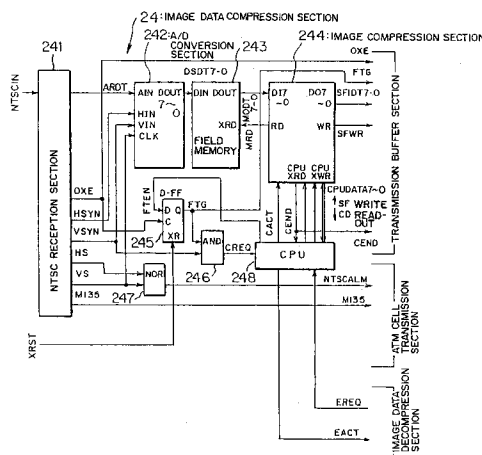 24: IMAGE DATA COMPRESSION SECTION
241
242: A/D CONVERSION SECTION
243
244: IMAGE COMPRESSION SECTION
DSDT7-0
NTSCIN
NTSC RECEPTION SECTION
ARDT
AIN DOUT
7~0
HIN
VIN
CLK
DIN DOUT
XRD
FIELD MEMORY
MODT 7-0
MRD
DI7~0
DO7~0
RD
WR
CPU XRD
CPU XWR
OXE
FTG
SFIDT7-0
SFWR
TRANSMISSION BUFFER SECTION
CPUDATA7~0
SF WRITE
CD READ-OUT
CEND
OXE
HSYN
VSYN
HS
VS
MI35
FTEN
D-FF
D Q
C
XR
245
FTG
AND
246
CREQ
CACT
CEND
CPU
248
NOR
247
NTSCALM
MI35
ATM CELL TRANSMISSION SECTION
XRST
EREQ
EACT
IMAGE DATA DECOMPRESSION SECTION